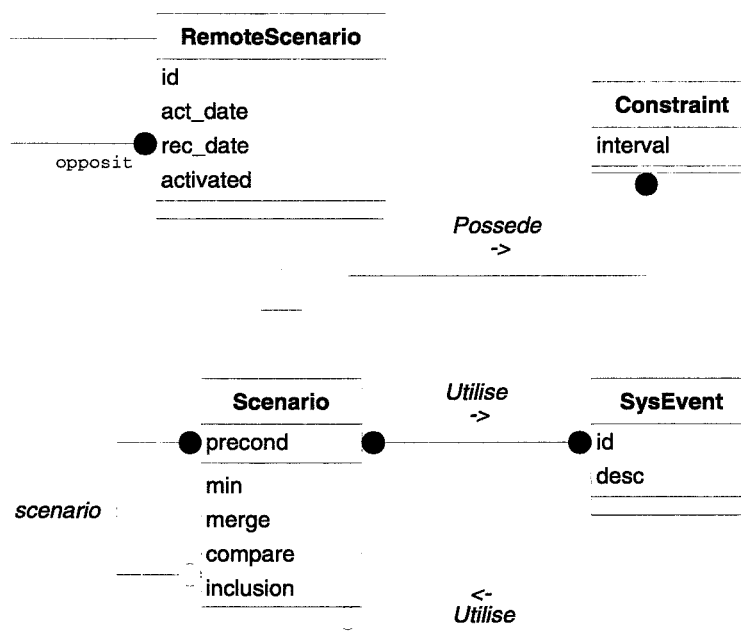 RemoteScenario
id
act_date
rec_date
activated
opposit
Constraint
interval
Possede
->
Scenario
precond
min
merge
compare
inclusion
scenario
Utilise
->
SysEvent
id
desc
<-
Utilise